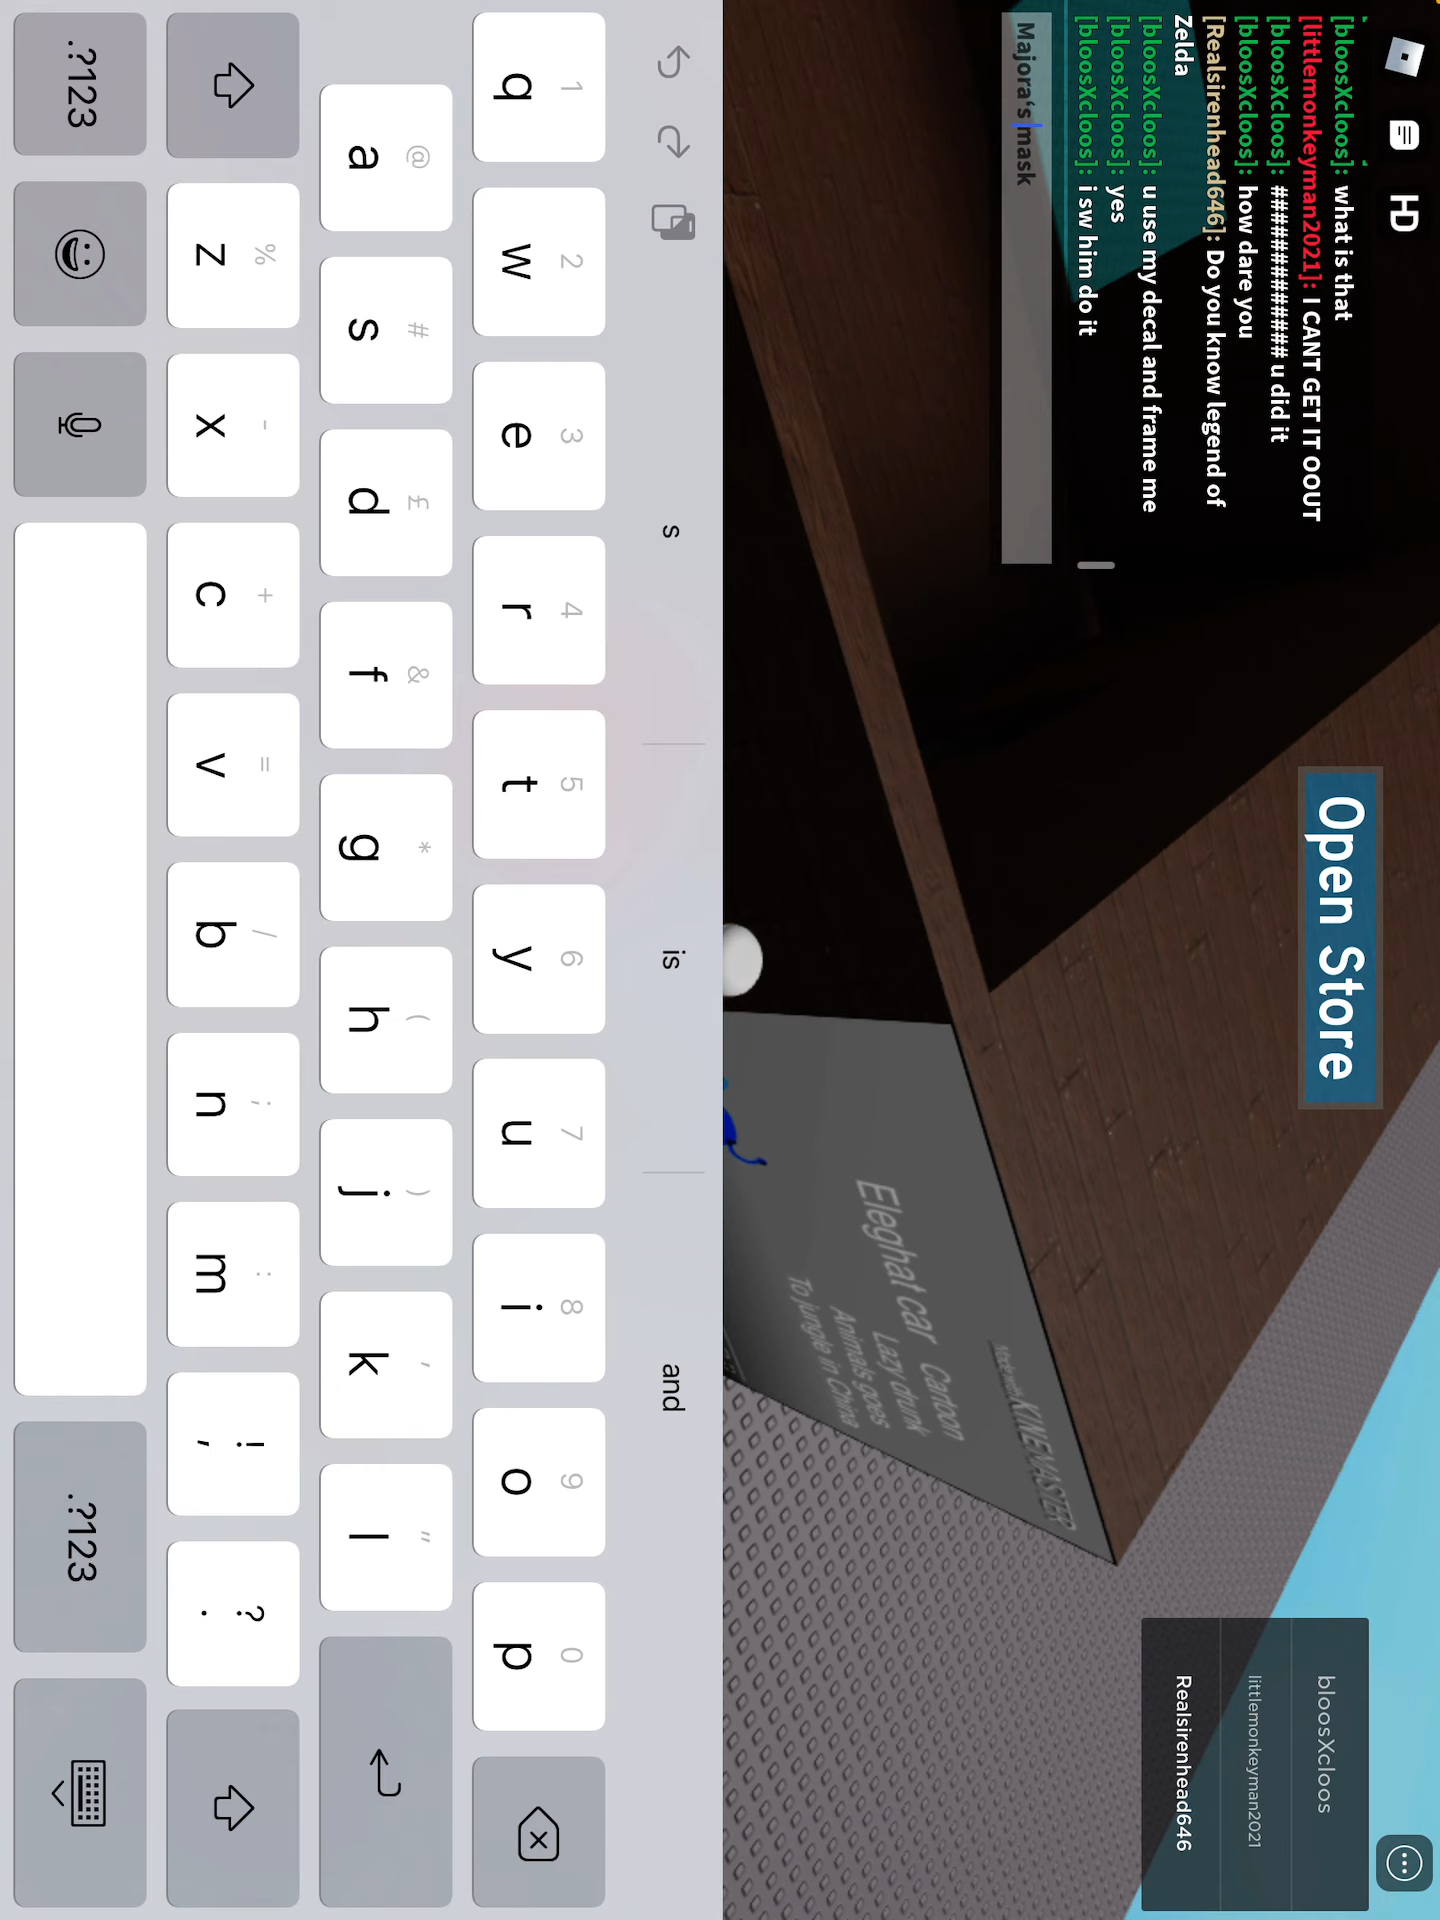 HD
[bloosXcloos]: what is that
[littlemonkeyman2021]: I CANT GET IT OOUT
[bloosXcloos]: ############ u did it
[bloosXcloos]: how dare you
[Realsirenhead646]: Do you know legend of
Zelda
[bloosXcloos]: u use my decal and frame me
[bloosXcloos]: yes
[bloosXcloos]: i sw him do it
Majora's mask
Open Store
bloosXcloos
littlemonkeyman2021
Realsirenhead646
Made with KINEMASTER
Eleghat car Cartoon
Lazy drunk
Animals goes
To jungle in China
s is and
1 2 3 4 5 6 7 8 9 0
q w e r t y u i o p
@ # £ & * ( ) ' "
a s d f g h j k l
% - + = / ; : ! ?
z x c v b n m , .
.?123 .?123